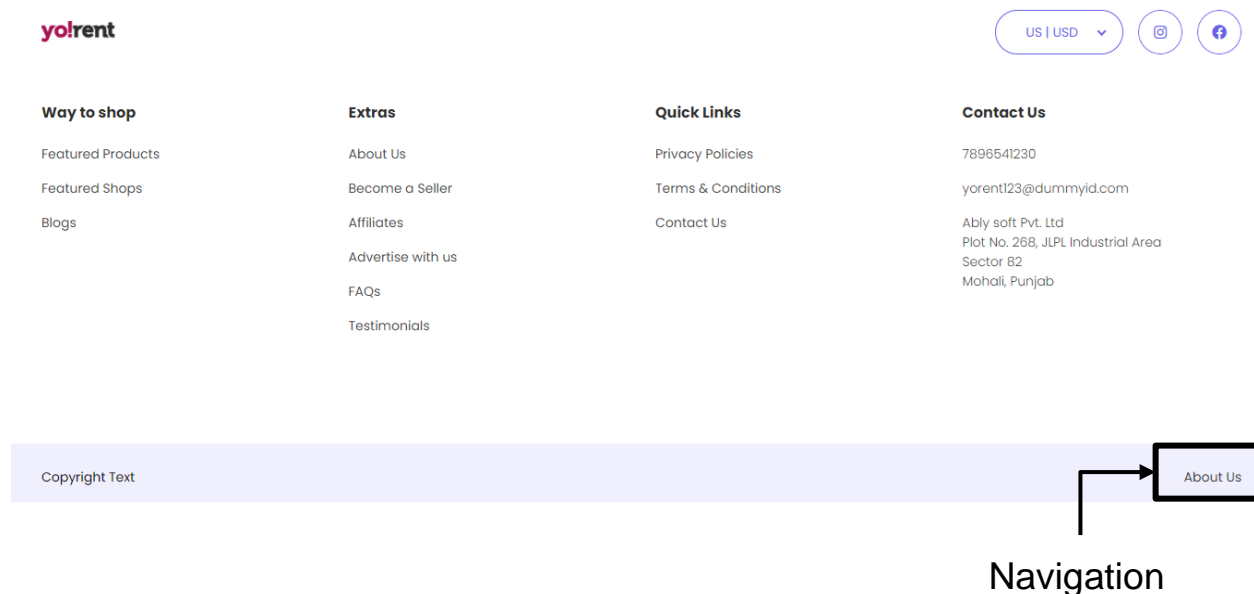 yo!rent
US | USD
Way to shop
Featured Products
Featured Shops
Blogs
Extras
About Us
Become a Seller
Affiliates
Advertise with us
FAQs
Testimonials
Quick Links
Privacy Policies
Terms & Conditions
Contact Us
Contact Us
7896541230
yorent123@dummyid.com
Ably soft Pvt. Ltd
Plot No. 268, JLPL Industrial Area
Sector 82
Mohali, Punjab
Copyright Text
About Us
Navigation